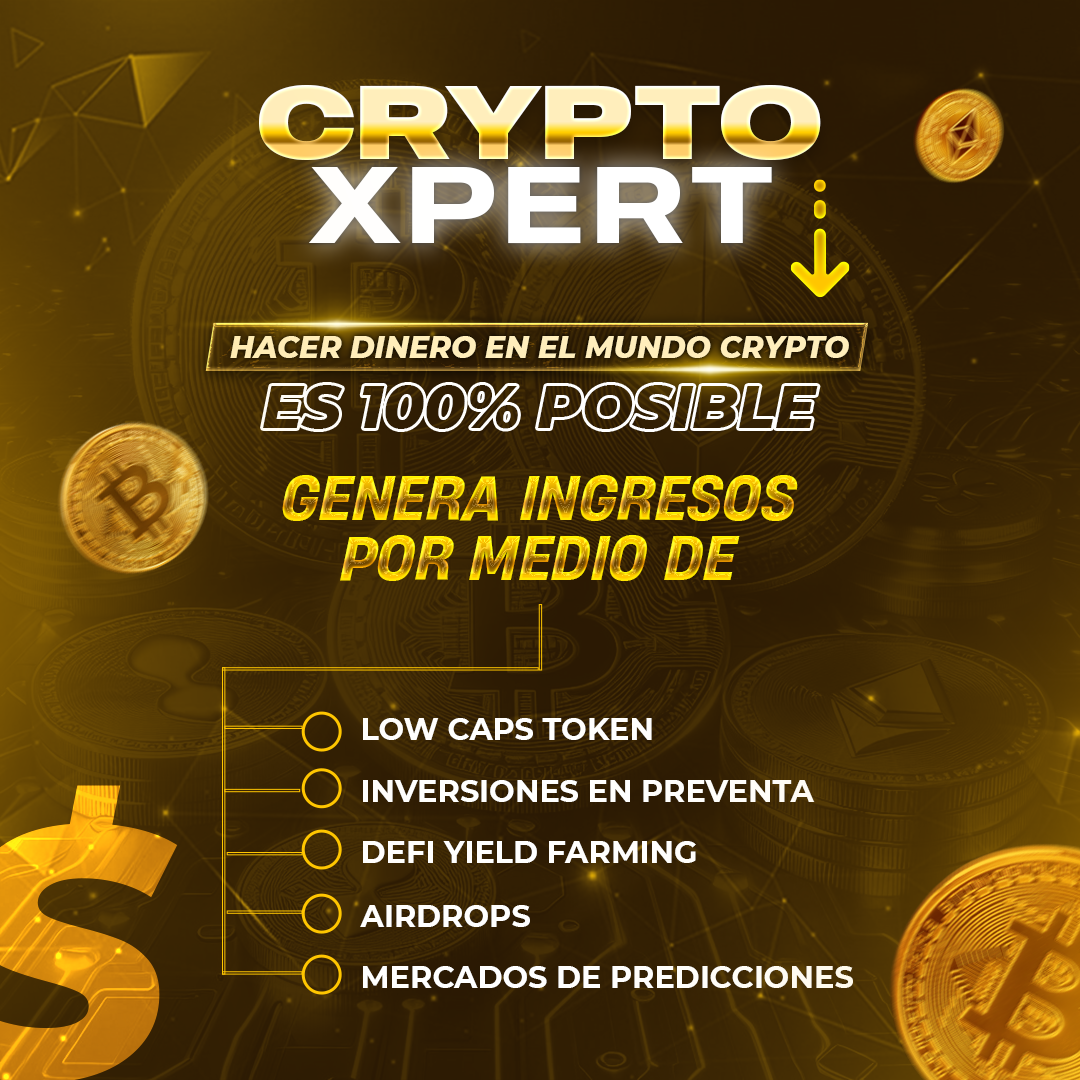 CRYPTO
XPERT
HACER DINERO EN EL MUNDO CRYPTO
ES 100% POSIBLE
GENERA INGRESOS
POR MEDIO DE
LOW CAPS TOKEN
INVERSIONES EN PREVENTA
DEFI YIELD FARMING
AIRDROPS
MERCADOS DE PREDICCIONES